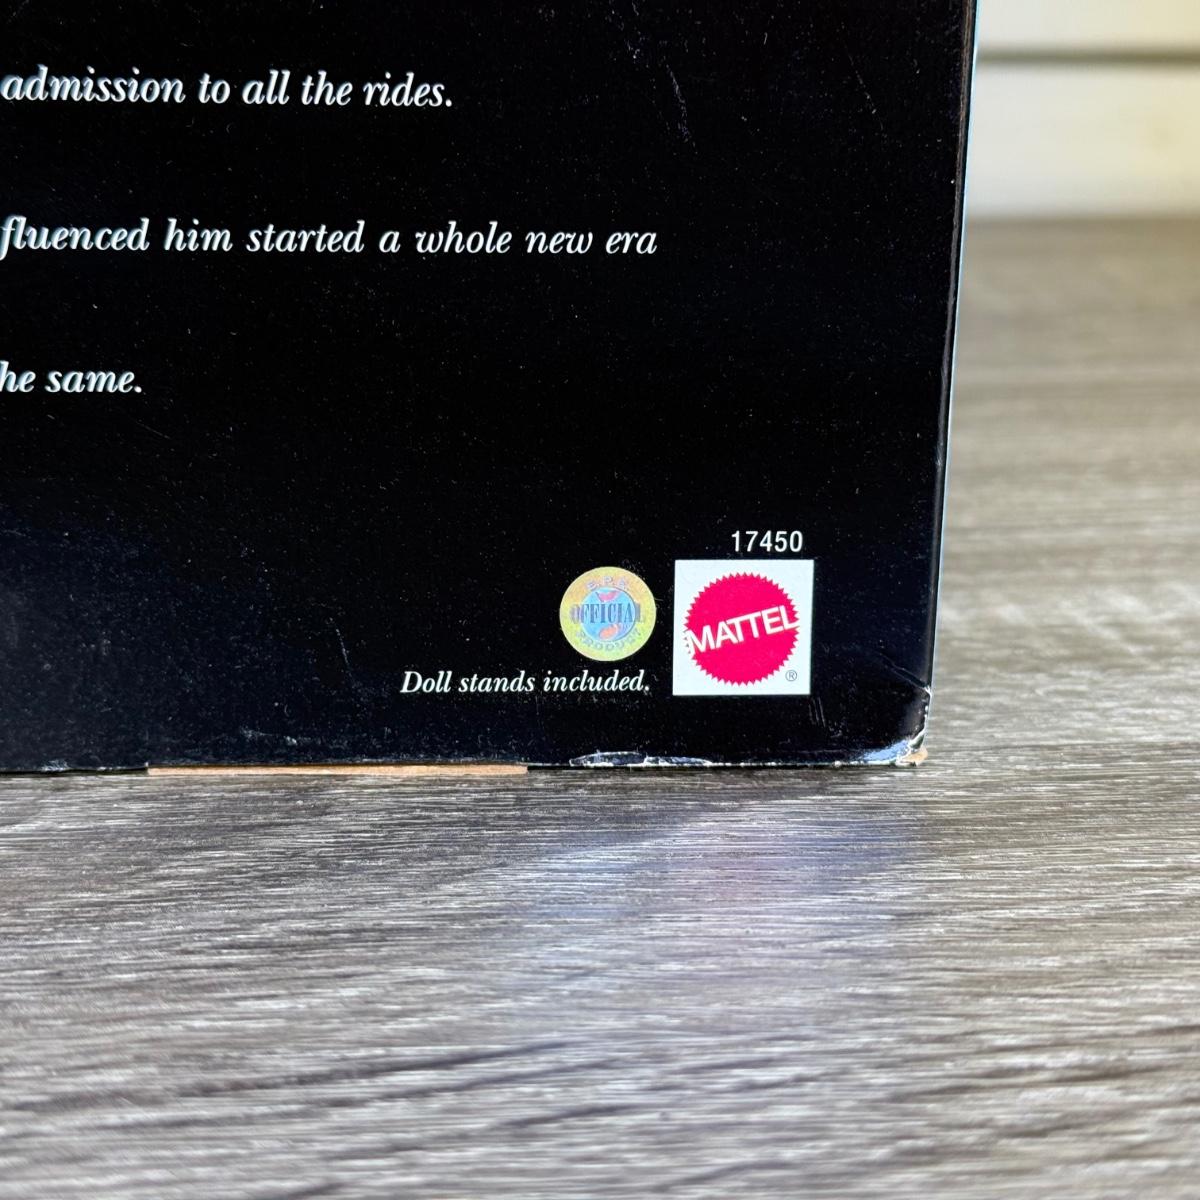 admission to all the rides.
fluenced him started a whole new era
he same.
17450
E.P.E.
OFFICIAL
PRODUCT
MATTEL
®
Doll stands included.